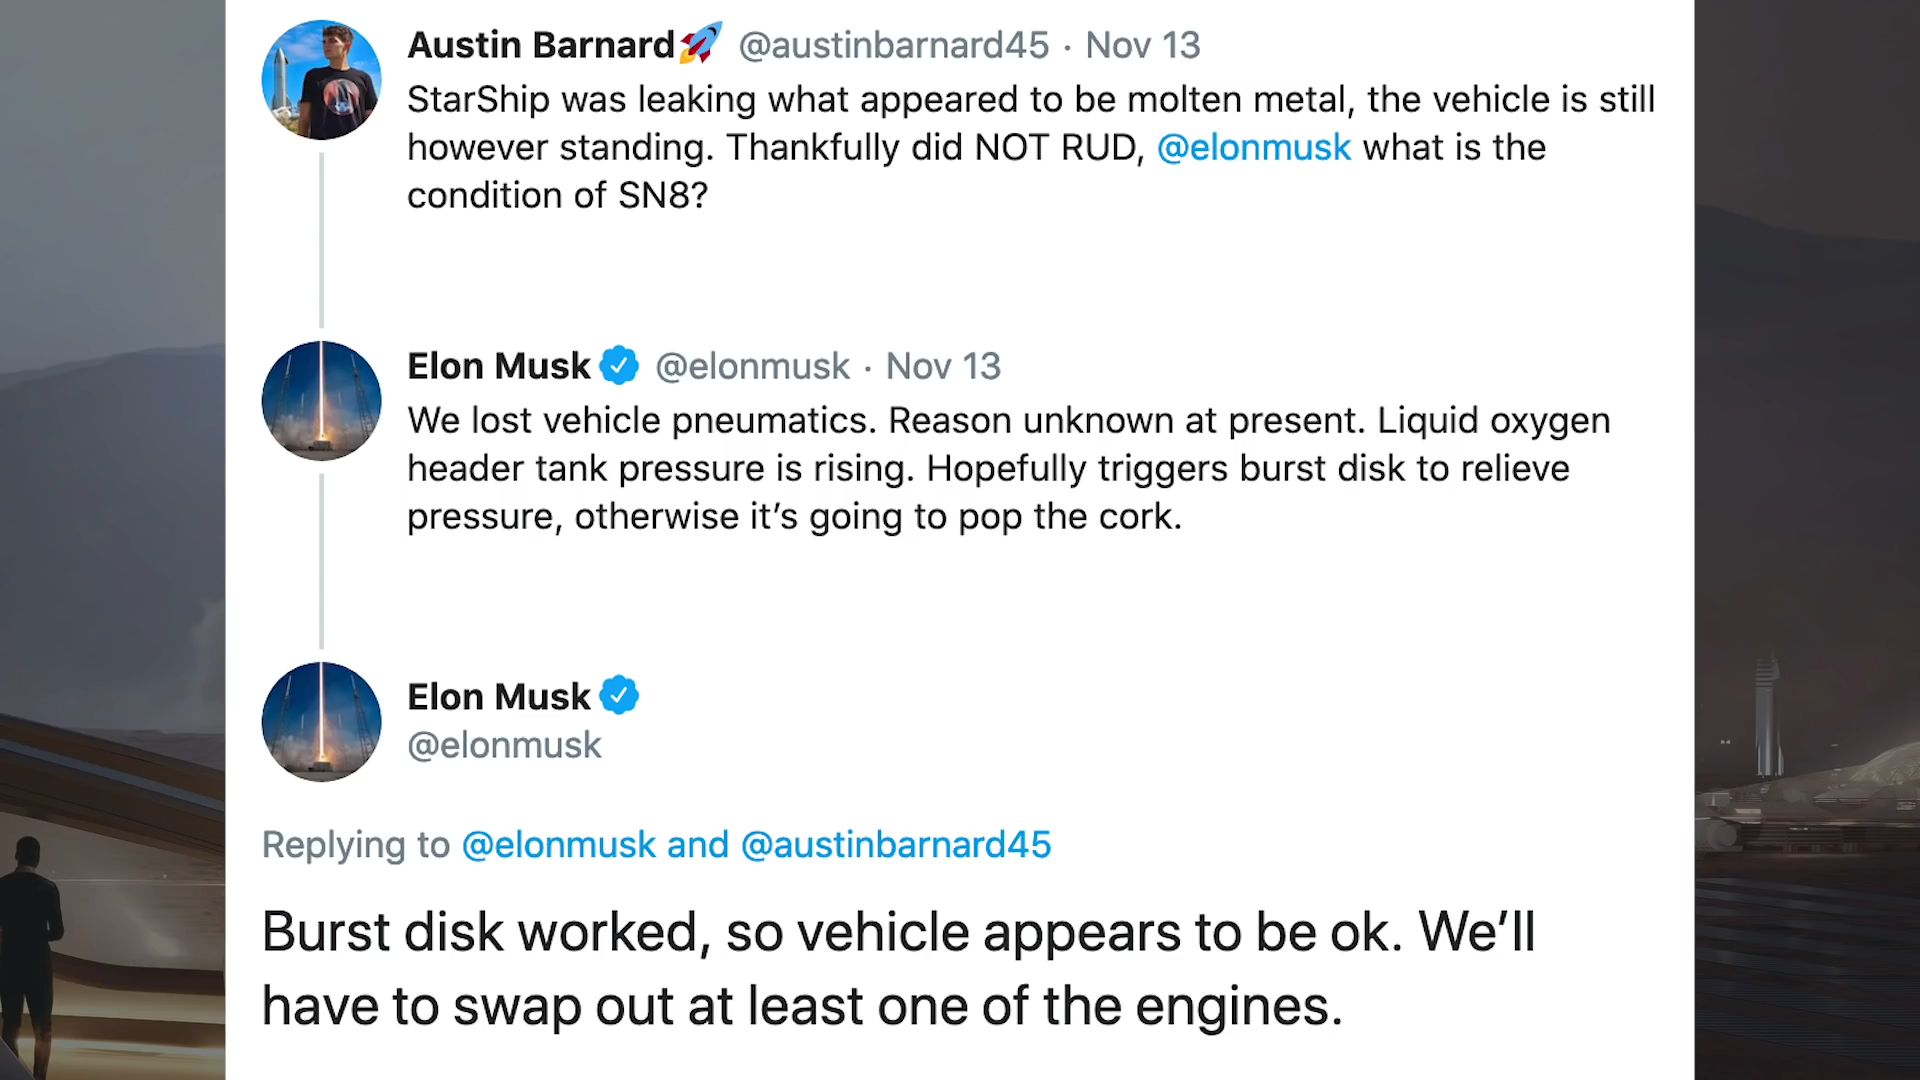 Austin Barnard🚀 @austinbarnard45 · Nov 13
StarShip was leaking what appeared to be molten metal, the vehicle is still
however standing. Thankfully did NOT RUD, @elonmusk what is the
condition of SN8?
Elon Musk @elonmusk · Nov 13
We lost vehicle pneumatics. Reason unknown at present. Liquid oxygen
header tank pressure is rising. Hopefully triggers burst disk to relieve
pressure, otherwise it’s going to pop the cork.
Elon Musk
@elonmusk
Replying to @elonmusk and @austinbarnard45
Burst disk worked, so vehicle appears to be ok. We’ll
have to swap out at least one of the engines.